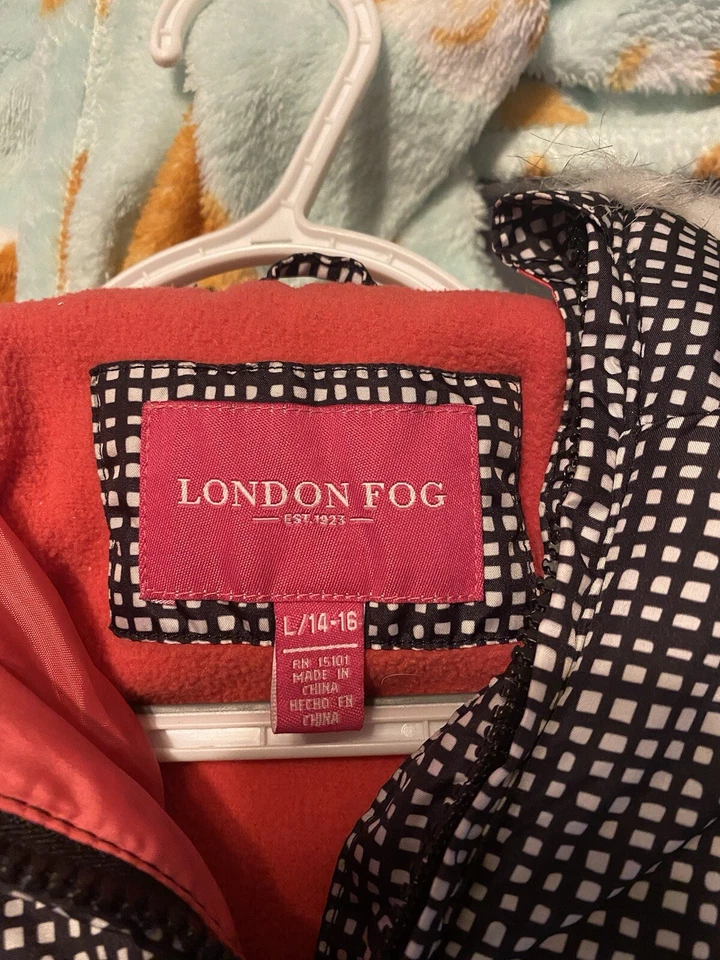 LONDON FOG
EST.1923
L/14-16
RN 15101
MADE IN
CHINA
HECHO EN
CHINA